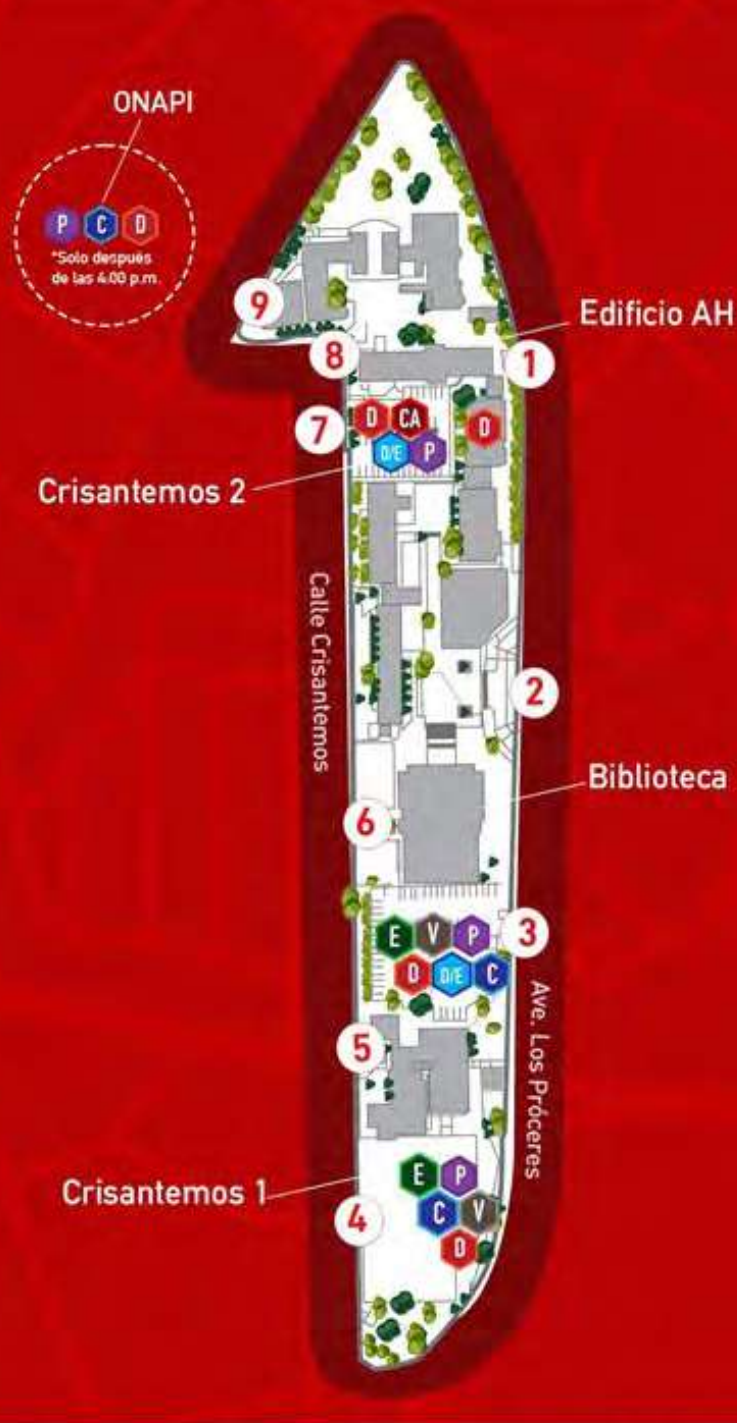 ONAPI
P C D
*Solo después
de las 4:00 p.m.
9
Edificio AH
8
1
7
D CA
D
D/E P
Crisantemos 2
Calle Crisantemos
2
Biblioteca
6
3
E V P
D D/E C
Ave. Los Próceres
5
Crisantemos 1
E P
4
C V
D